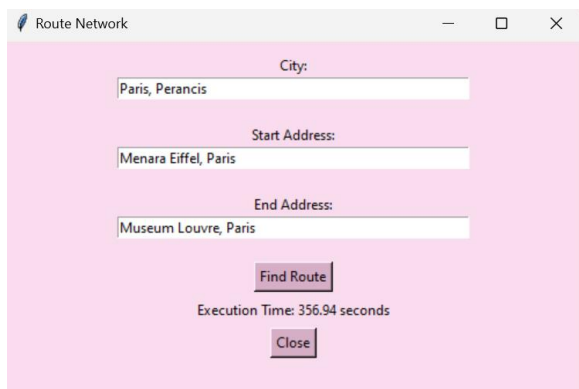 Route Network
City:
Paris, Perancis
Start Address:
Menara Eiffel, Paris
End Address:
Museum Louvre, Paris
Find Route
Execution Time: 356.94 seconds
Close